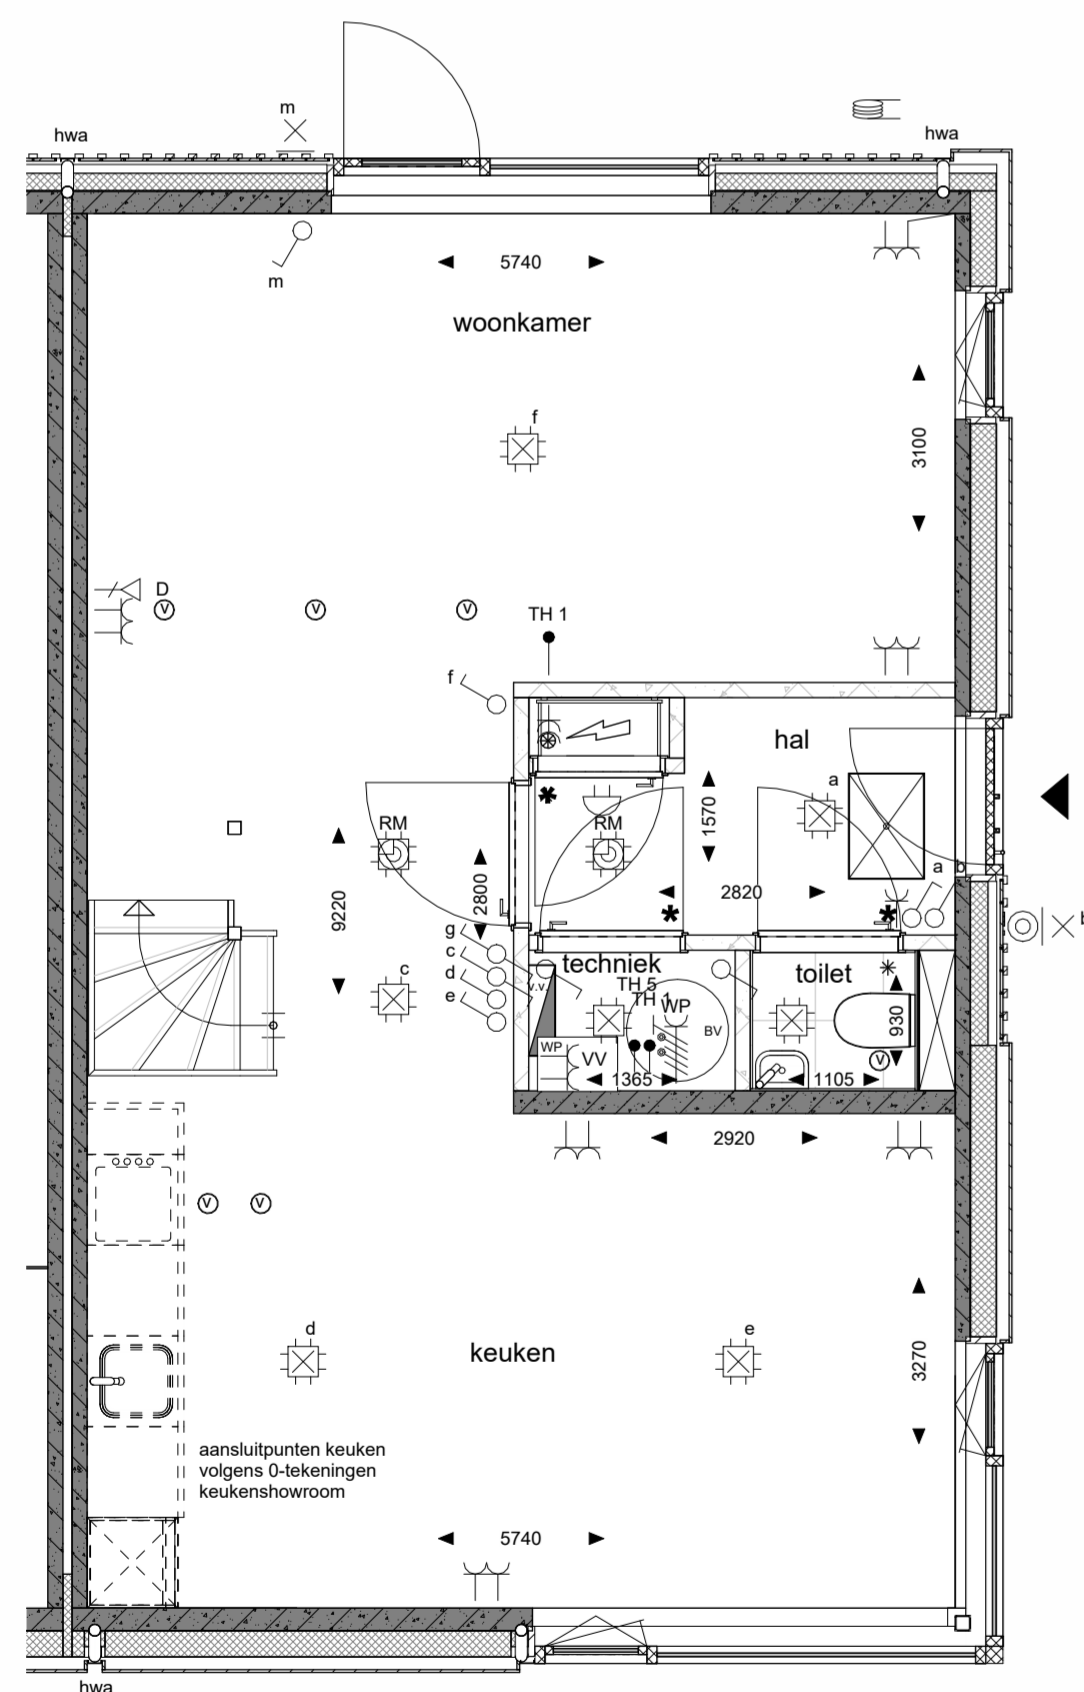 m
hwa
hwa
m
5740
woonkamer
f
3100
D
V
V
V
TH 1
f
hal
a
RM
RM
1570
9220
2800
2820
a
b
b
g
c
d
e
c
techniek
toilet
v.v.
TH 5
TH 1
WP
BV
930
WP
VV
V
1365
1105
2920
V
V
d
e
keuken
3270
aansluitpunten keuken
volgens 0-tekeningen
keukenshowroom
5740
hwa